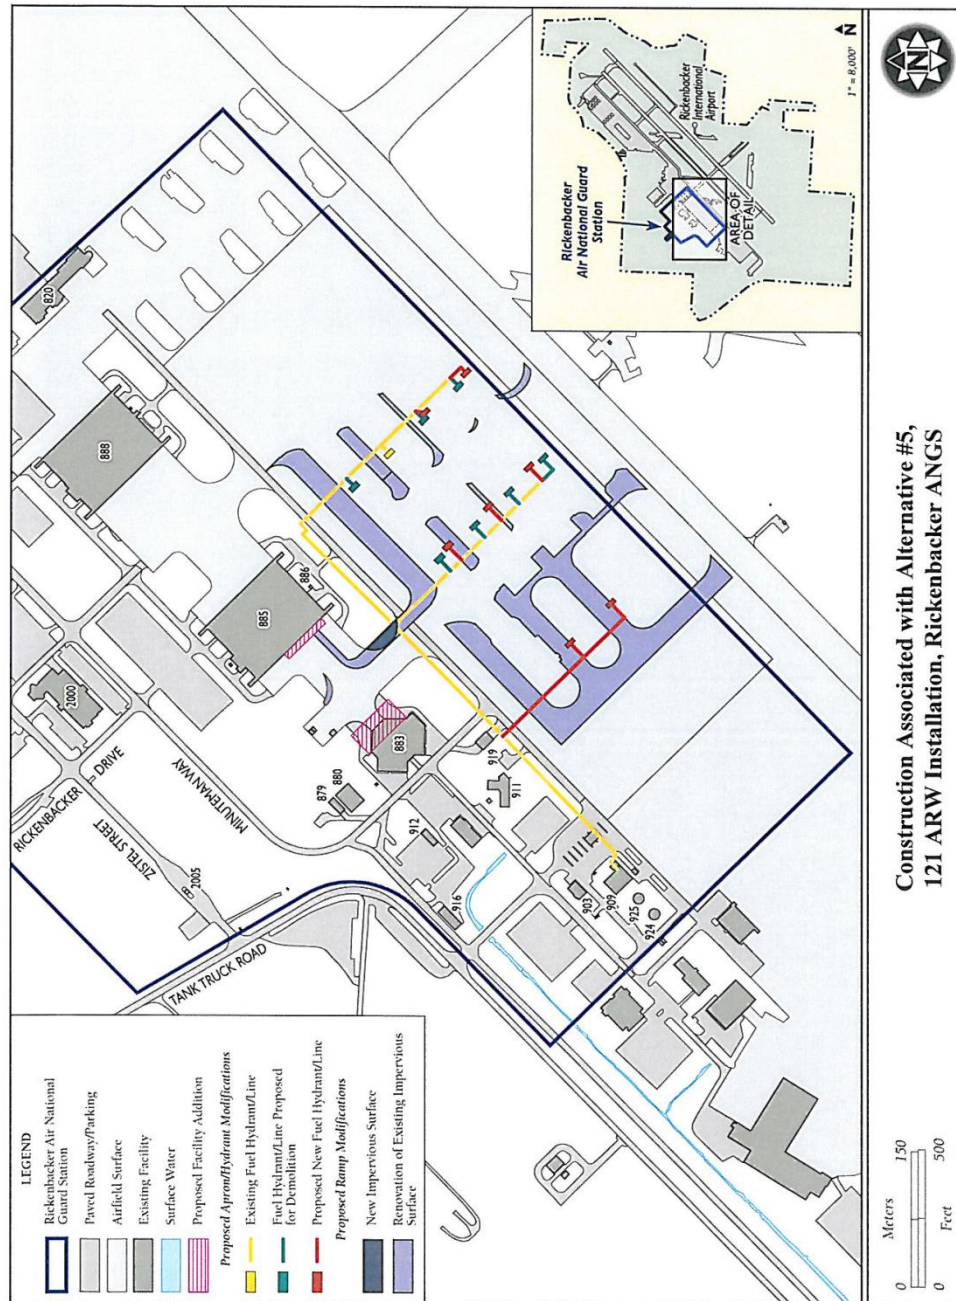 LEGEND
Rickenbacker Air National
Guard Station
Paved Roadway/Parking
Airfield Surface
Existing Facility
Surface Water
Proposed Facility Addition
Proposed Apron/Hydrant Modifications
Existing Fuel Hydrant/Line
Fuel Hydrant/Line Proposed
for Demolition
Proposed New Fuel Hydrant/Line
Proposed Ramp Modifications
New Impervious Surface
Renovation of Existing Impervious
Surface
RICKENBACKER DRIVE
ZISTEL STREET
MINUTEMAN WAY
TANK TRUCK ROAD
820
888
885
886
2000
2005
883
880
879
912
916
919
911
903
909
925
924
Rickenbacker
Air National Guard
Station
Rickenbacker
International
Airport
AREA OF
DETAIL
N
1" = 8,000'
0 Meters 150
0 Feet 500
Construction Associated with Alternative #5,
121 ARW Installation, Rickenbacker ANGS
N